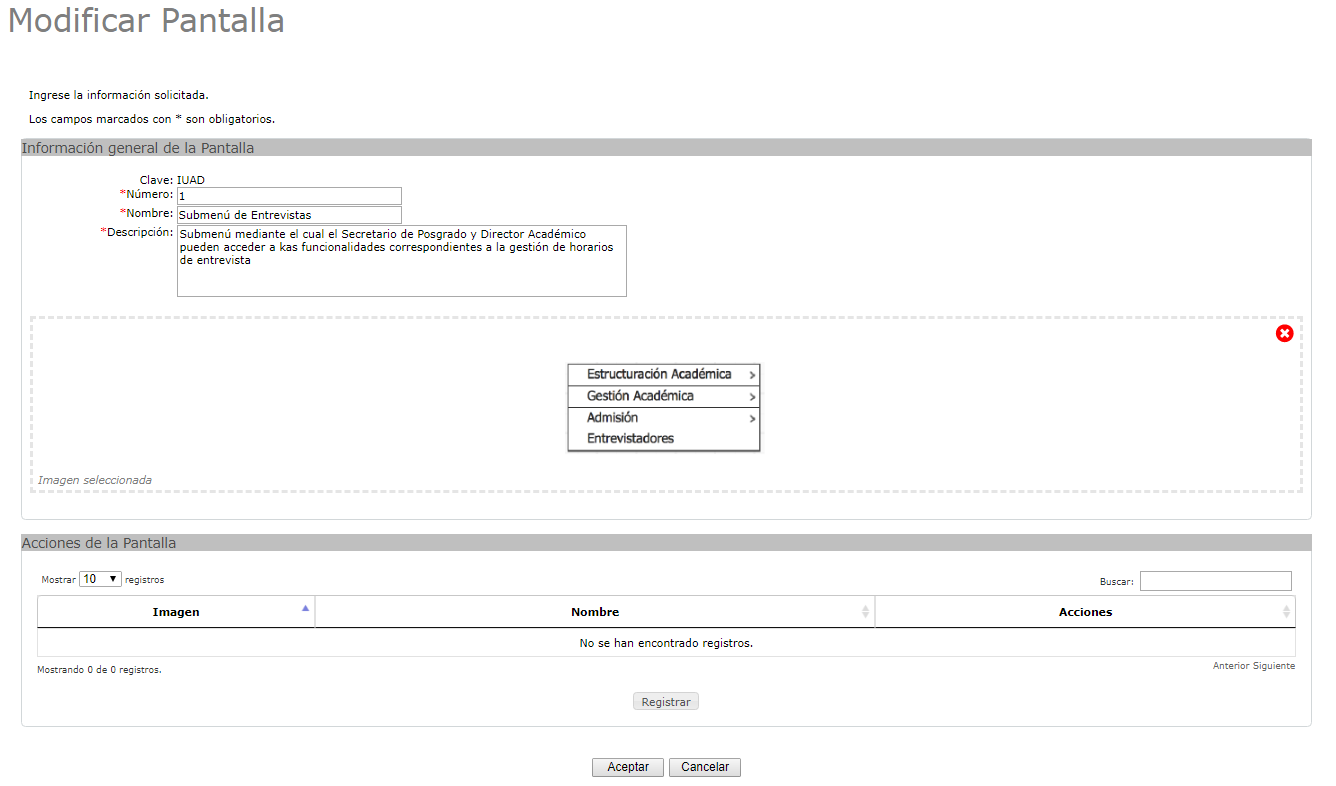 Modificar Pantalla
Ingrese la información solicitada.
Los campos marcados con * son obligatorios.
Información general de la Pantalla
Clave: IUAD
*Número: 1
*Nombre: Submenú de Entrevistas
*Descripción: Submenú mediante el cual el Secretario de Posgrado y Director Académico
pueden acceder a kas funcionalidades correspondientes a la gestión de horarios
de entrevista
Estructuración Académica >
Gestión Académica >
Admisión >
Entrevistadores
Imagen seleccionada
Acciones de la Pantalla
Mostrar 10 registros Buscar:
Imagen Nombre Acciones
No se han encontrado registros.
Mostrando 0 de 0 registros. Anterior Siguiente
Registrar
Aceptar Cancelar